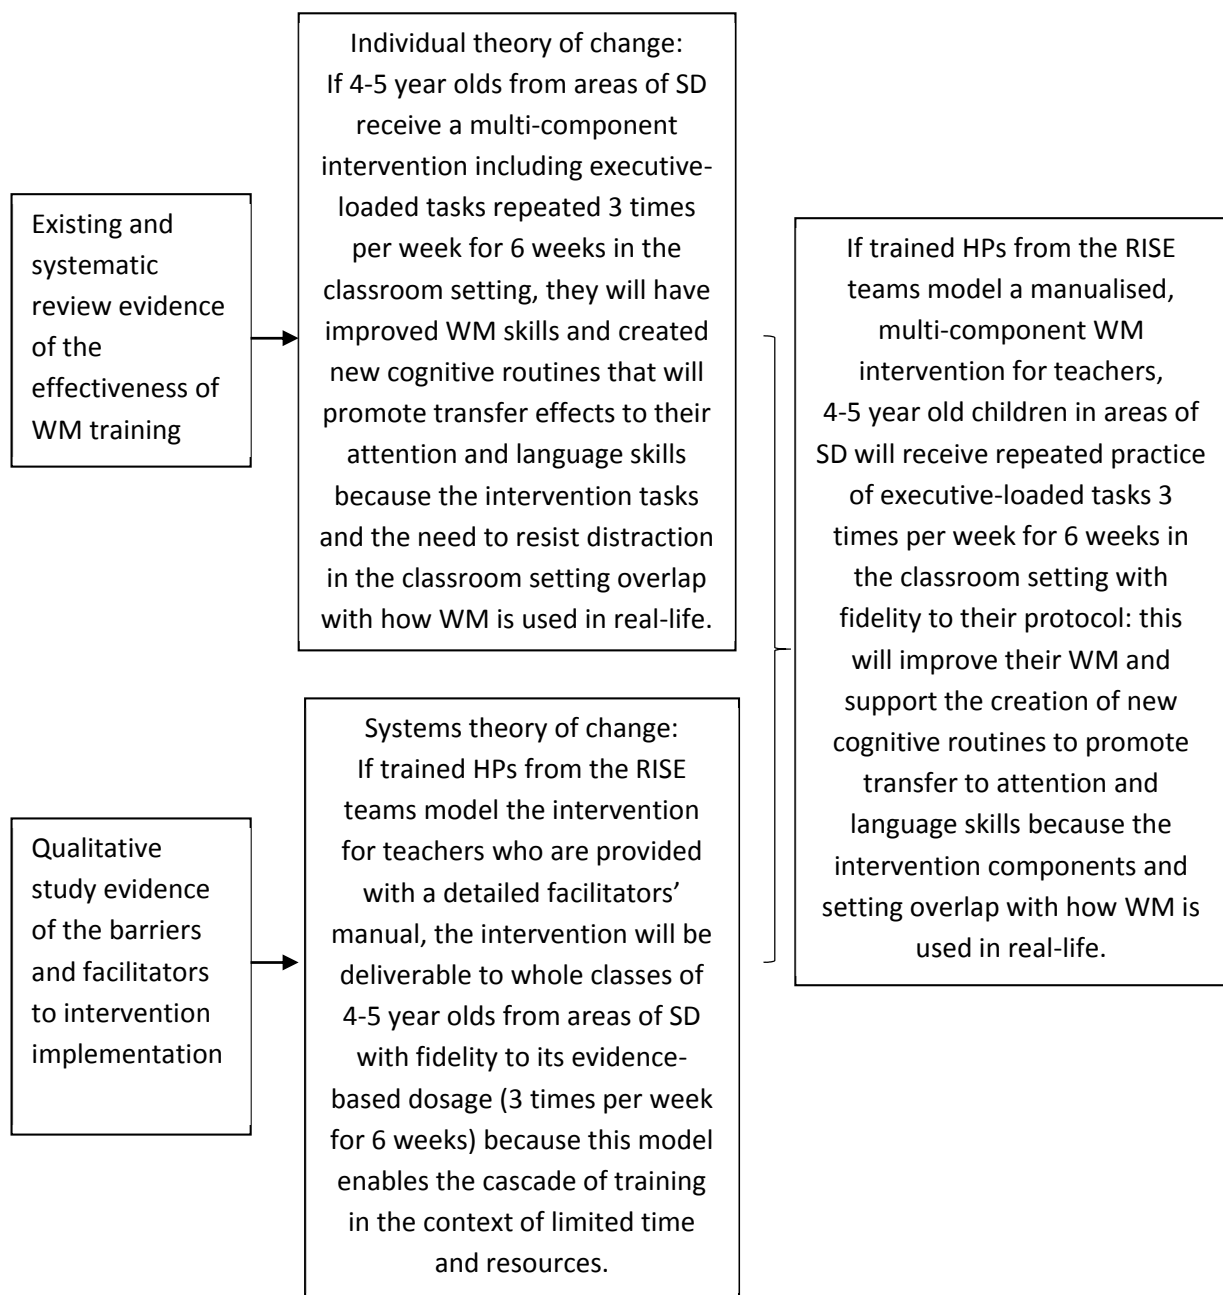 Existing and
systematic
review evidence
of the
effectiveness of
WM training
Individual theory of change:
If 4-5 year olds from areas of SD
receive a multi-component
intervention including executive-
loaded tasks repeated 3 times
per week for 6 weeks in the
classroom setting, they will have
improved WM skills and created
new cognitive routines that will
promote transfer effects to their
attention and language skills
because the intervention tasks
and the need to resist distraction
in the classroom setting overlap
with how WM is used in real-life.
Qualitative
study evidence
of the barriers
and facilitators
to intervention
implementation
Systems theory of change:
If trained HPs from the RISE
teams model the intervention
for teachers who are provided
with a detailed facilitators’
manual, the intervention will be
deliverable to whole classes of
4-5 year olds from areas of SD
with fidelity to its evidence-
based dosage (3 times per week
for 6 weeks) because this model
enables the cascade of training
in the context of limited time
and resources.
If trained HPs from the RISE
teams model a manualised,
multi-component WM
intervention for teachers,
4-5 year old children in areas of
SD will receive repeated practice
of executive-loaded tasks 3
times per week for 6 weeks in
the classroom setting with
fidelity to their protocol: this
will improve their WM and
support the creation of new
cognitive routines to promote
transfer to attention and
language skills because the
intervention components and
setting overlap with how WM is
used in real-life.